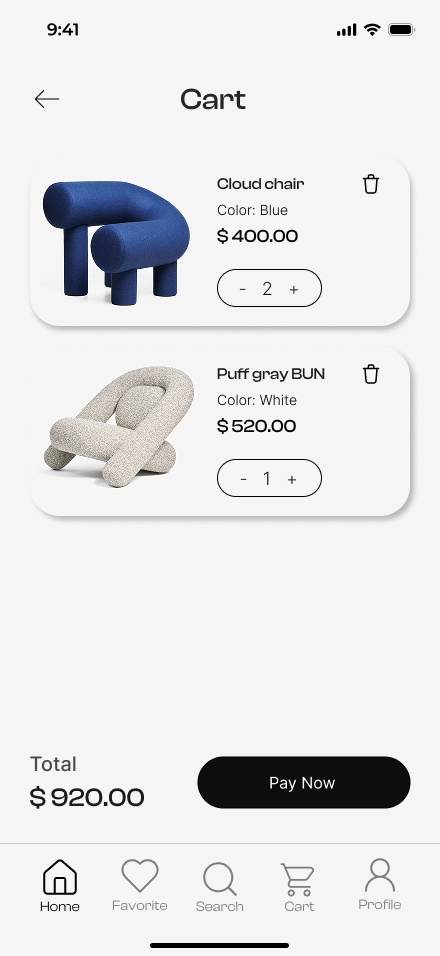 9:41
Cart
Cloud chair
Color: Blue
$ 400.00
- 2 +
Puff gray BUN
Color: White
$ 520.00
- 1 +
Total
$ 920.00
Pay Now
Home
Favorite
Search
Cart
Profile